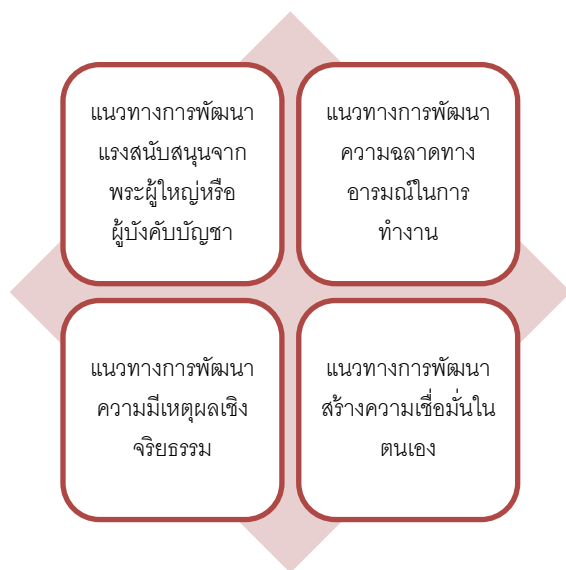 แนวทางการพัฒนา
แรงสนับสนุนจาก
พระผู้ใหญ่หรือ
ผู้บังคับบัญชา
แนวทางการพัฒนา
ความฉลาดทาง
อารมณ์ในการ
ทำงาน
แนวทางการพัฒนา
ความมีเหตุผลเชิง
จริยธรรม
แนวทางการพัฒนา
สร้างความเชื่อมั่นใน
ตนเอง